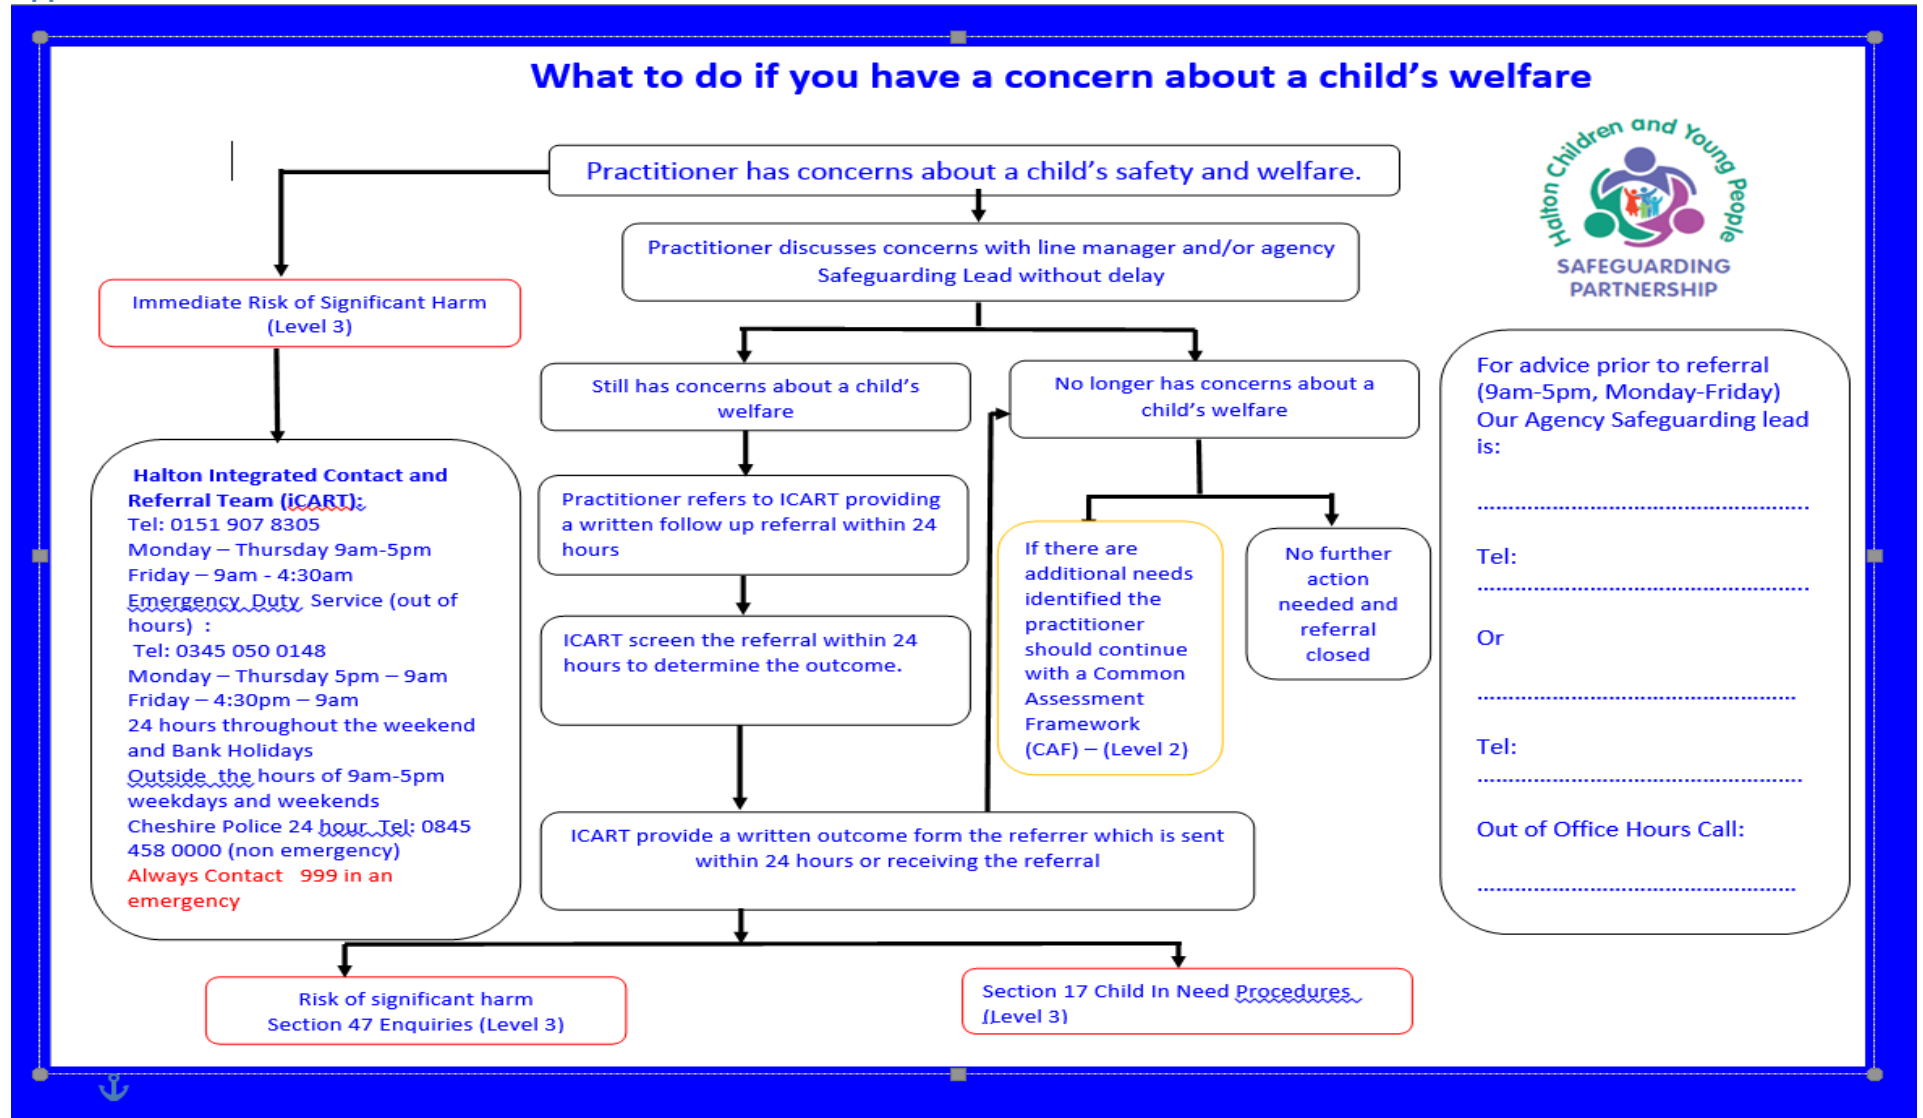 What to do if you have a concern about a child's welfare
Practitioner has concerns about a child's safety and welfare.
Halton Children and Young People
SAFEGUARDING
PARTNERSHIP
Practitioner discusses concerns with line manager and/or agency
Safeguarding Lead without delay
Immediate Risk of Significant Harm
(Level 3)
Still has concerns about a child's
welfare
No longer has concerns about a
child's welfare
For advice prior to referral
(9am-5pm, Monday-Friday)
Our Agency Safeguarding lead
is:
................................................
Tel:
................................................
Or
................................................
Tel:
................................................
Out of Office Hours Call:
................................................
Halton Integrated Contact and
Referral Team (iCART):
Tel: 0151 907 8305
Monday – Thursday 9am-5pm
Friday – 9am - 4:30am
Emergency Duty Service (out of
hours) :
Tel: 0345 050 0148
Monday – Thursday 5pm – 9am
Friday – 4:30pm – 9am
24 hours throughout the weekend
and Bank Holidays
Outside the hours of 9am-5pm
weekdays and weekends
Cheshire Police 24 hour Tel: 0845
458 0000 (non emergency)
Always Contact 999 in an
emergency
Practitioner refers to ICART providing
a written follow up referral within 24
hours
ICART screen the referral within 24
hours to determine the outcome.
If there are
additional needs
identified the
practitioner
should continue
with a Common
Assessment
Framework
(CAF) – (Level 2)
No further
action
needed and
referral
closed
ICART provide a written outcome form the referrer which is sent
within 24 hours or receiving the referral
Risk of significant harm
Section 47 Enquiries (Level 3)
Section 17 Child In Need Procedures
(Level 3)